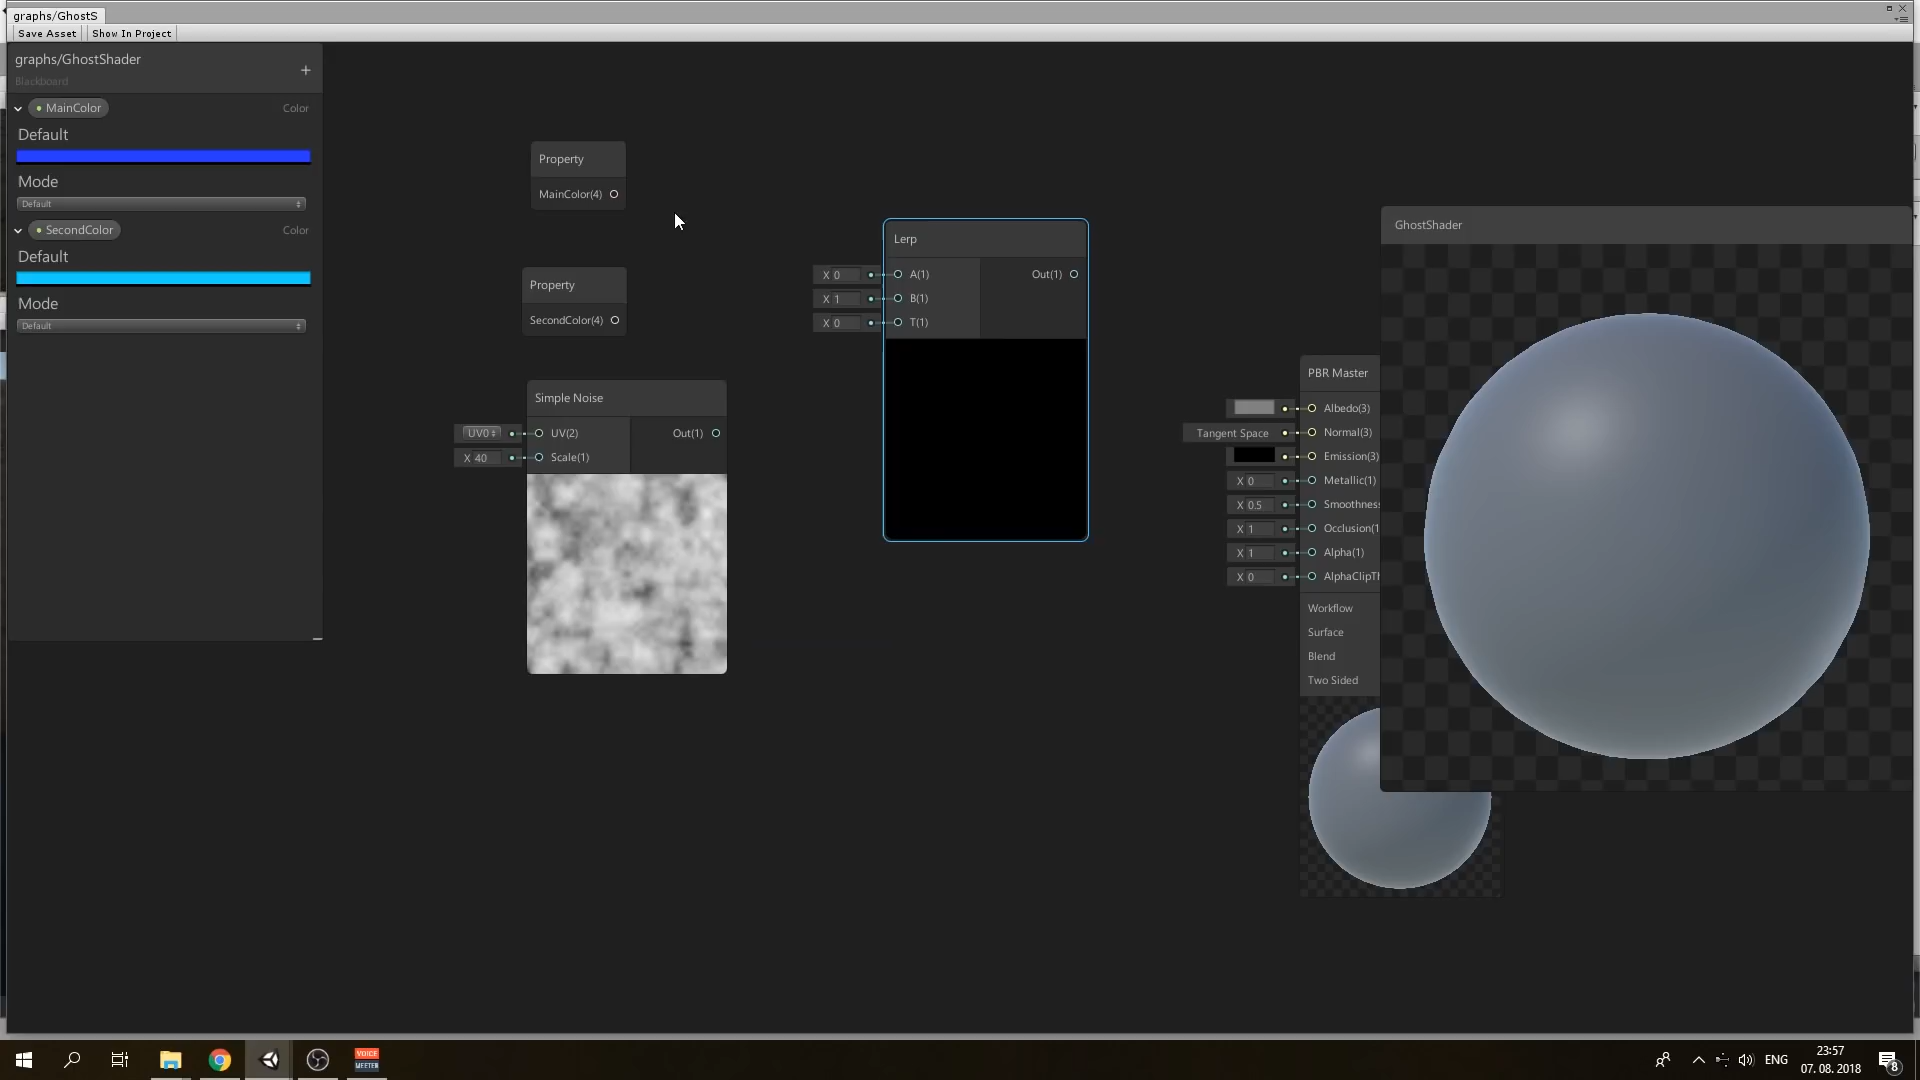 graphs/GhostS
Save Asset
Show In Project
graphs/GhostShader
+
Blackboard
MainColor
Color
Default
Mode
Default
SecondColor
Color
Default
Mode
Default
Property
MainColor(4)
Property
SecondColor(4)
Simple Noise
UV0
UV(2)
Out(1)
X 40
Scale(1)
Lerp
X 0
A(1)
Out(1)
X 1
B(1)
X 0
T(1)
PBR Master
Albedo(3)
Tangent Space
Normal(3)
Emission(3)
X 0
Metallic(1)
X 0.5
Smoothness
X 1
Occlusion(1
X 1
Alpha(1)
X 0
AlphaClipTh
Workflow
Surface
Blend
Two Sided
GhostShader
VOICE
MEETER
ENG
23:57
07. 08. 2018
8